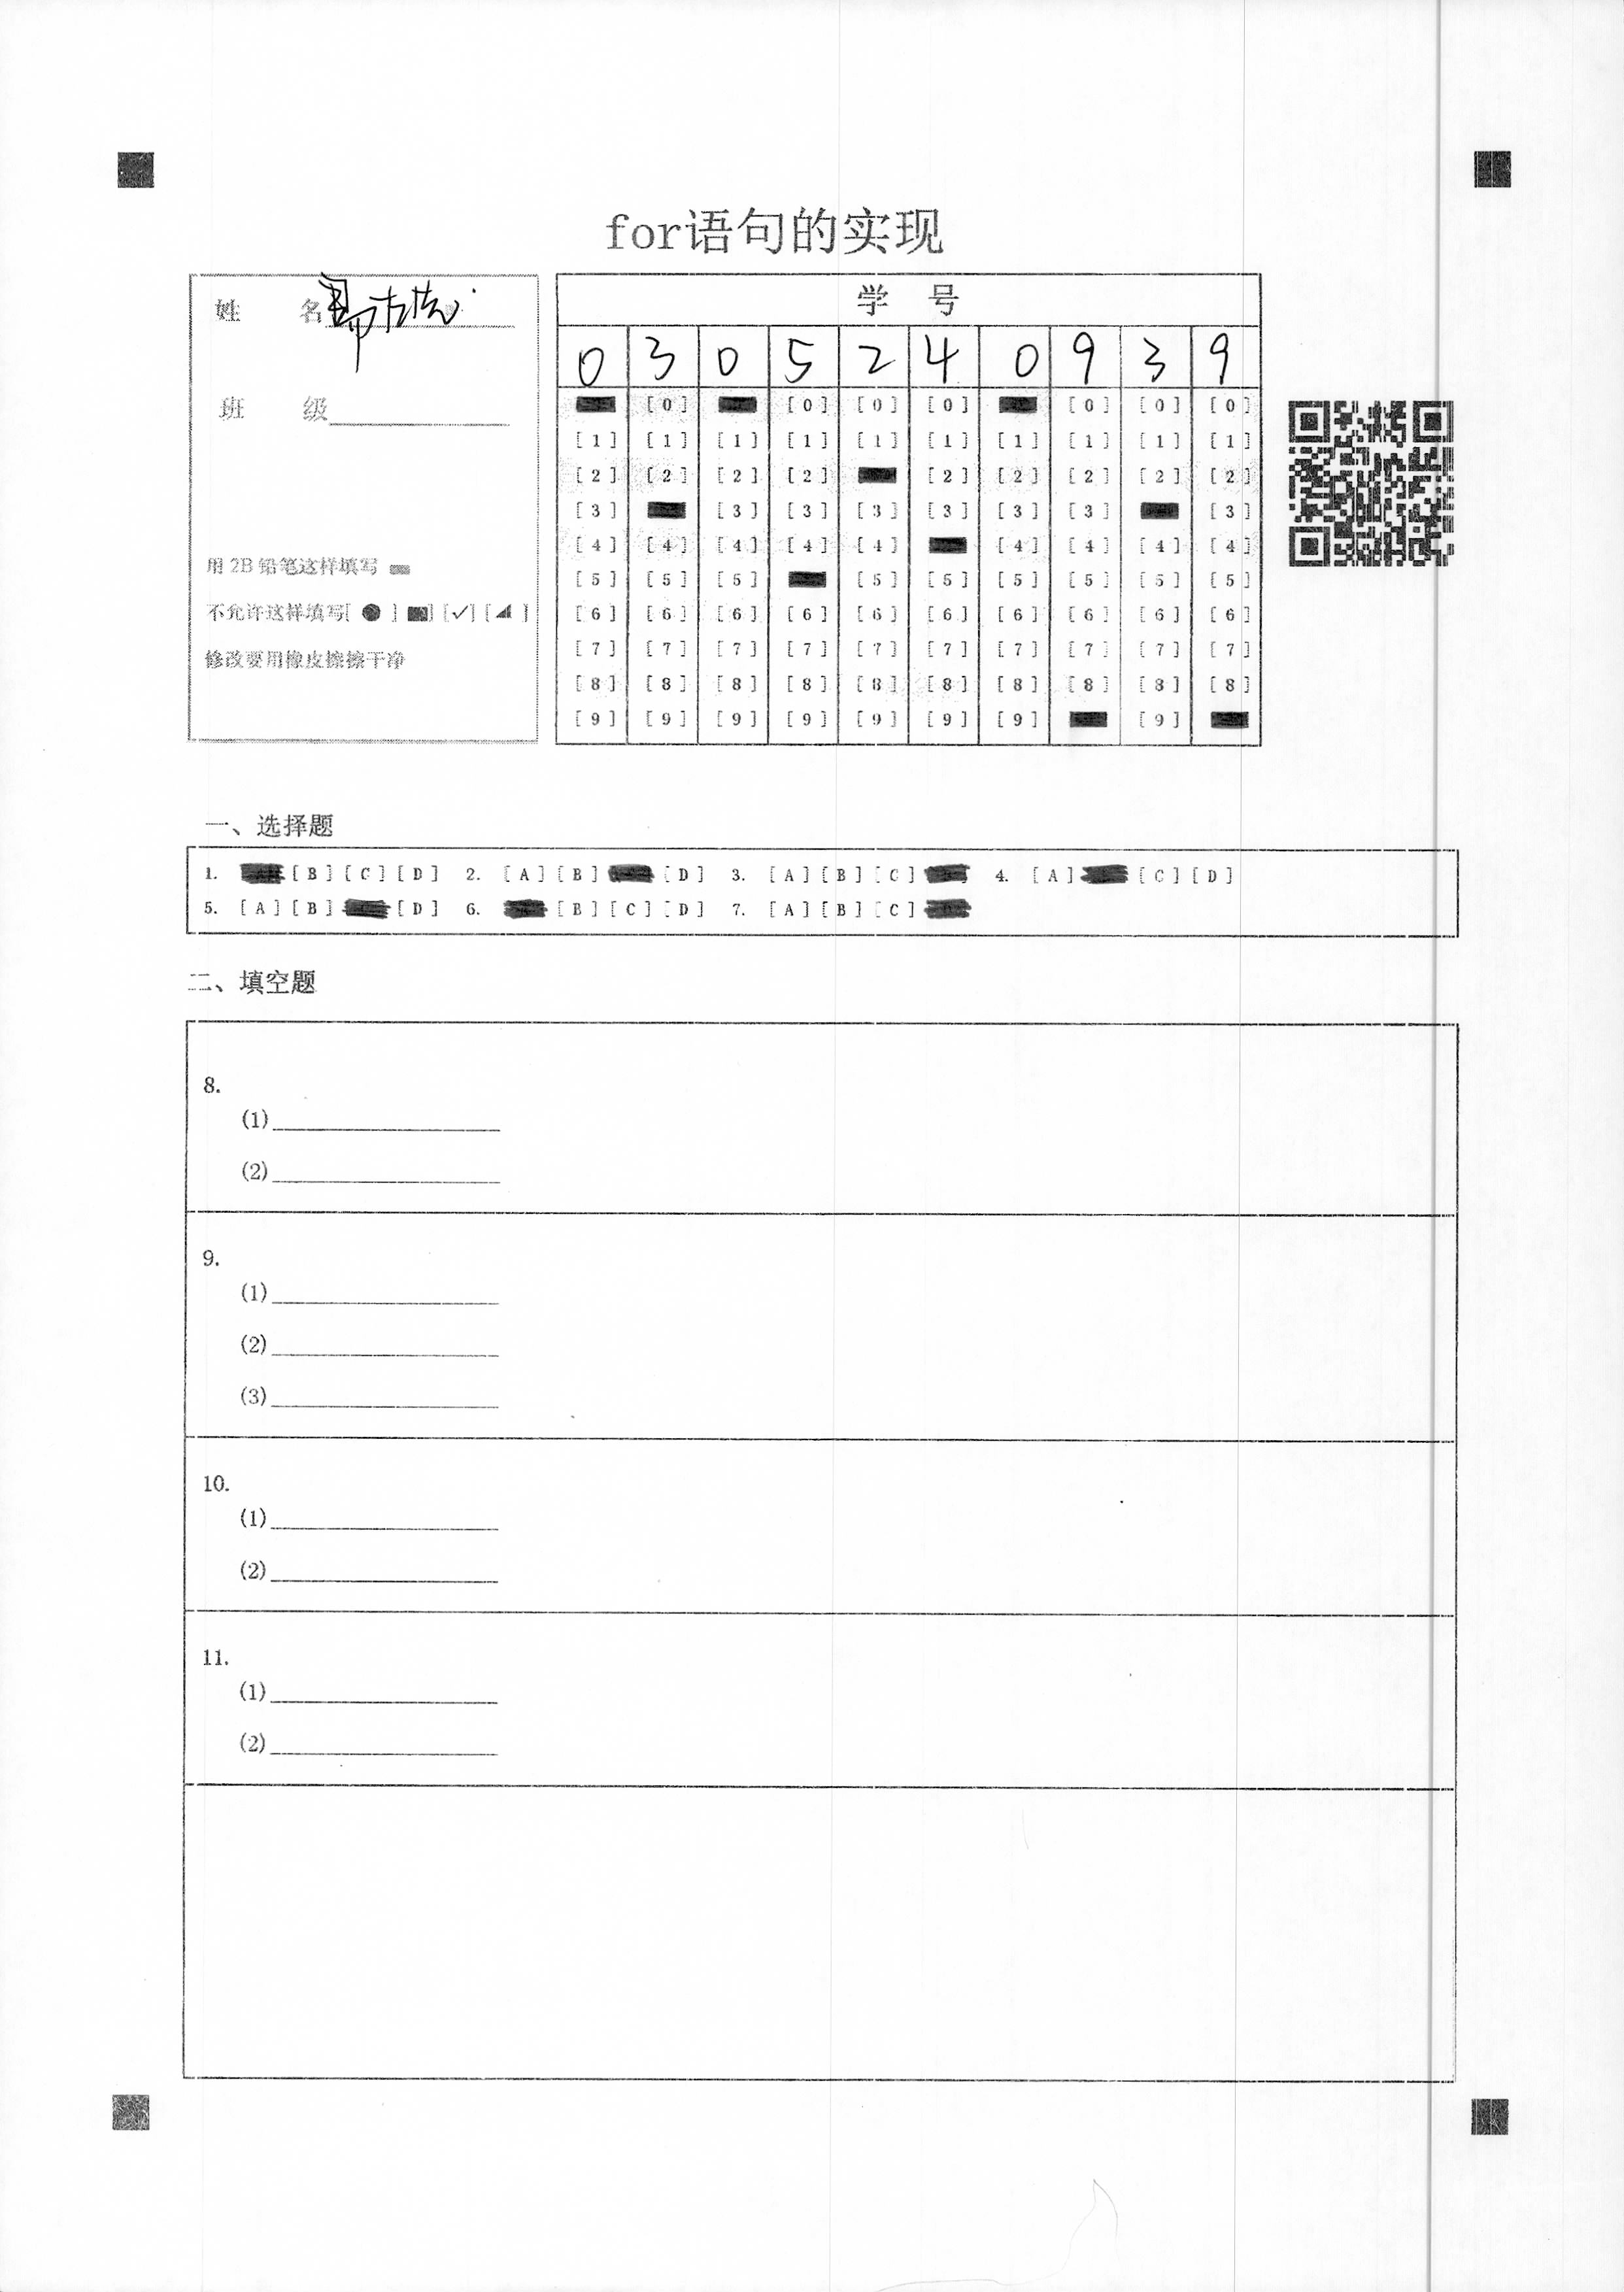 for语句的实现
姓 名
班 级
用 2B 铅笔这样填写
不允许这样填写[ ● ] [■] [✓] [◢ ]
修改要用橡皮擦擦干净
学 号
0 3 0 5 2 4 0 9 3 9
[0] [0] [0] [0] [0] [0] [0]
[1] [1] [1] [1] [1] [1] [1] [1] [1] [1]
[2] [2] [2] [2] [2] [2] [2] [2] [2]
[3] [3] [3] [3] [3] [3] [3] [3]
[4] [4] [4] [4] [4] [4] [4] [4] [4]
[5] [5] [5] [5] [5] [5] [5] [5] [5]
[6] [6] [6] [6] [6] [6] [6] [6] [6] [6]
[7] [7] [7] [7] [7] [7] [7] [7] [7] [7]
[8] [8] [8] [8] [8] [8] [8] [8] [8] [8]
[9] [9] [9] [9] [9] [9] [9] [9]
一、选择题
1. [B] [C] [D] 2. [A] [B] [D] 3. [A] [B] [C] 4. [A] [C] [D]
5. [A] [B] [D] 6. [B] [C] [D] 7. [A] [B] [C]
二、填空题
8.
(1)
(2)
9.
(1)
(2)
(3)
10.
(1)
(2)
11.
(1)
(2)